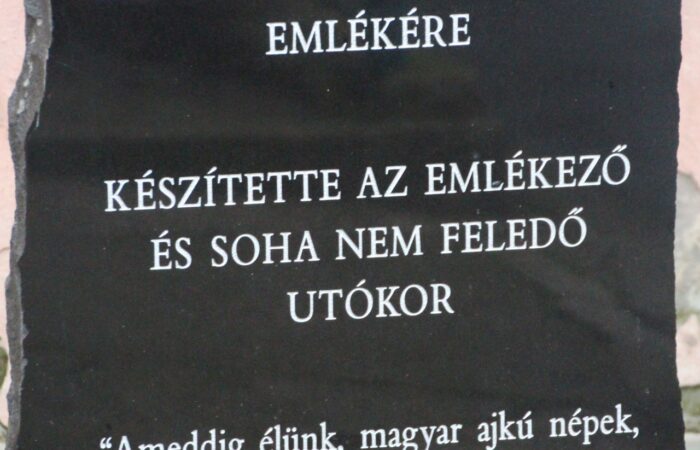 EMLÉKÉRE
KÉSZÍTETTE AZ EMLÉKEZŐ
ÉS SOHA NEM FELEDŐ
UTÓKOR
“Ameddig élünk, magyar ajkú népek,